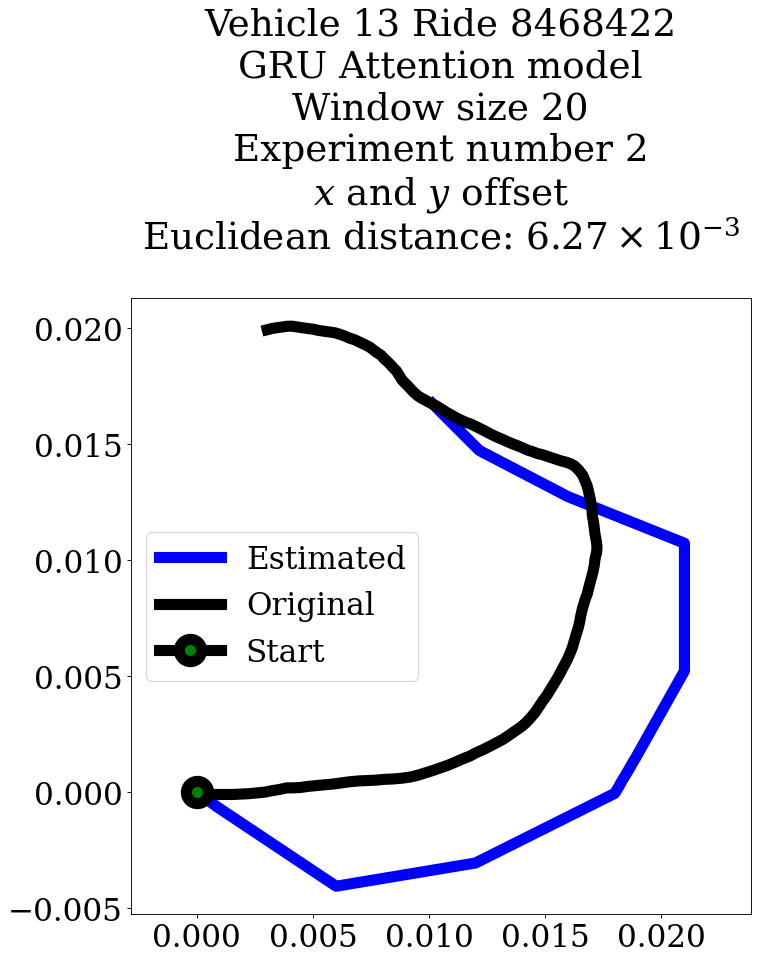 Vehicle 13 Ride 8468422
GRU Attention model
Window size 20
Experiment number 2
x and y offset
Euclidean distance: 6.27 × 10⁻³
0.020
0.015
0.010
0.005
0.000
−0.005
Estimated
Original
Start
0.000 0.005 0.010 0.015 0.020